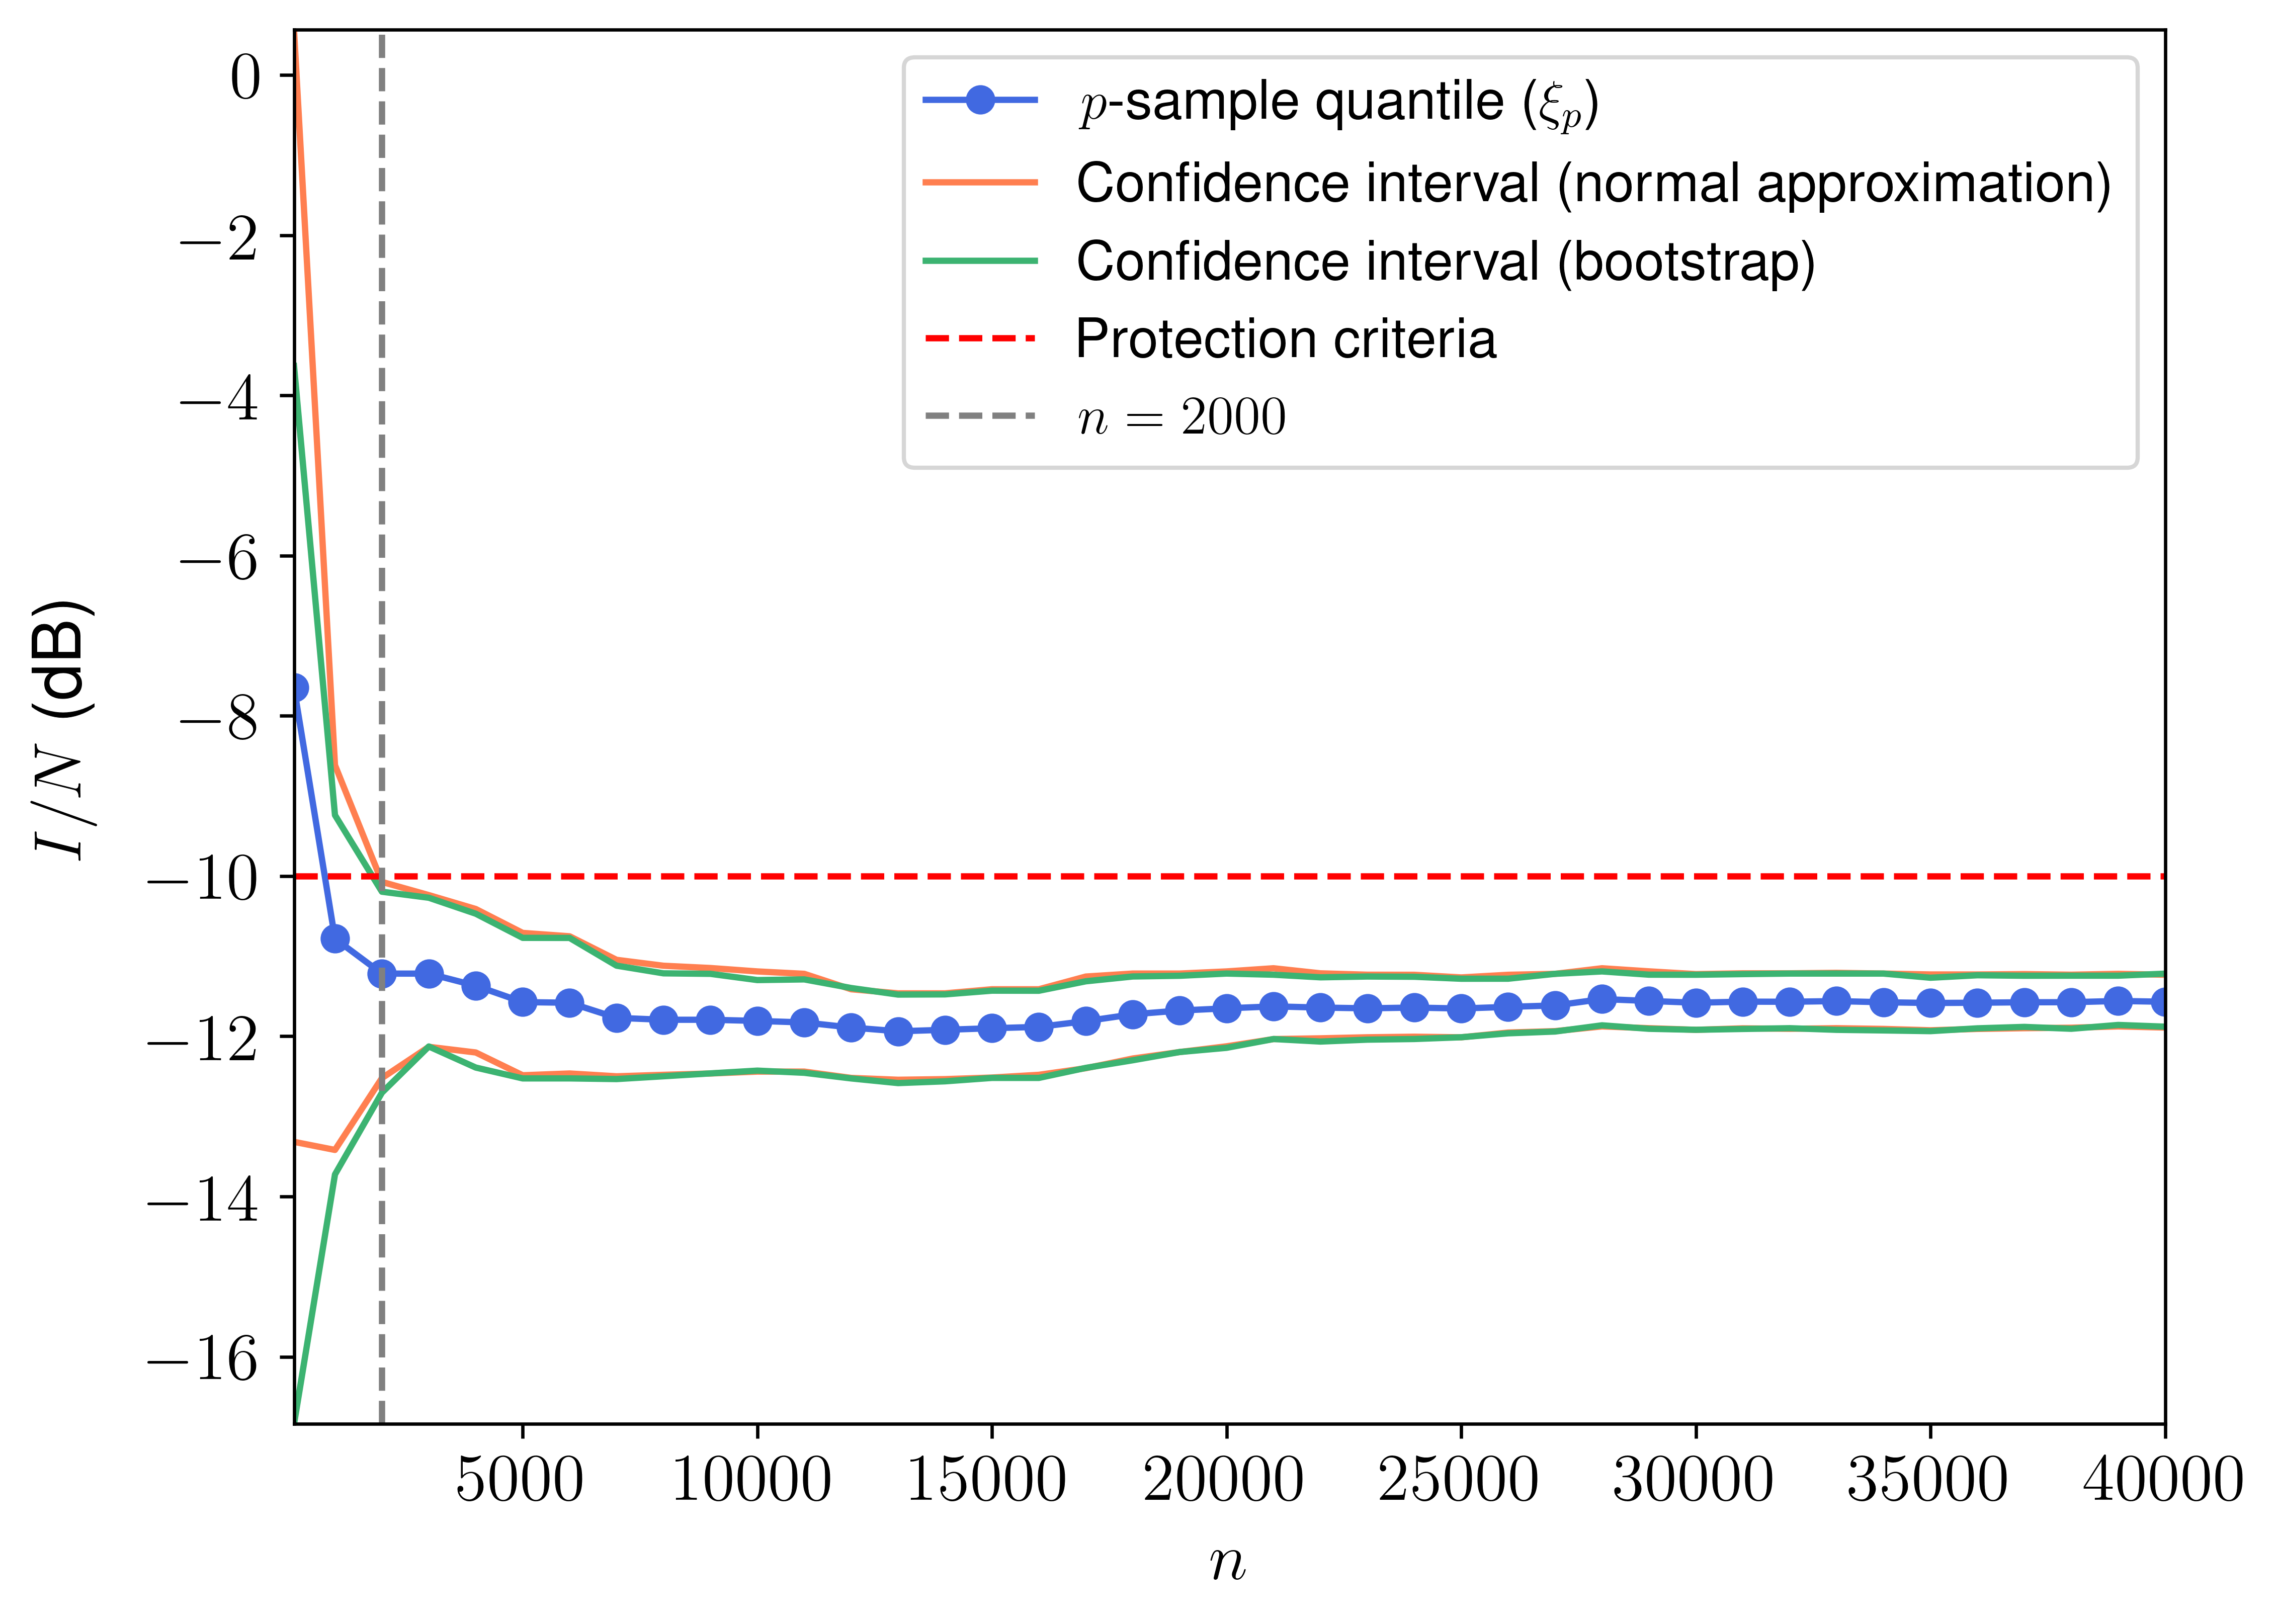 0
−2
−4
−6
−8
−10
−12
−14
−16
I/N (dB)
p-sample quantile (ξp)
Confidence interval (normal approximation)
Confidence interval (bootstrap)
Protection criteria
n = 2000
5000 10000 15000 20000 25000 30000 35000 40000
n